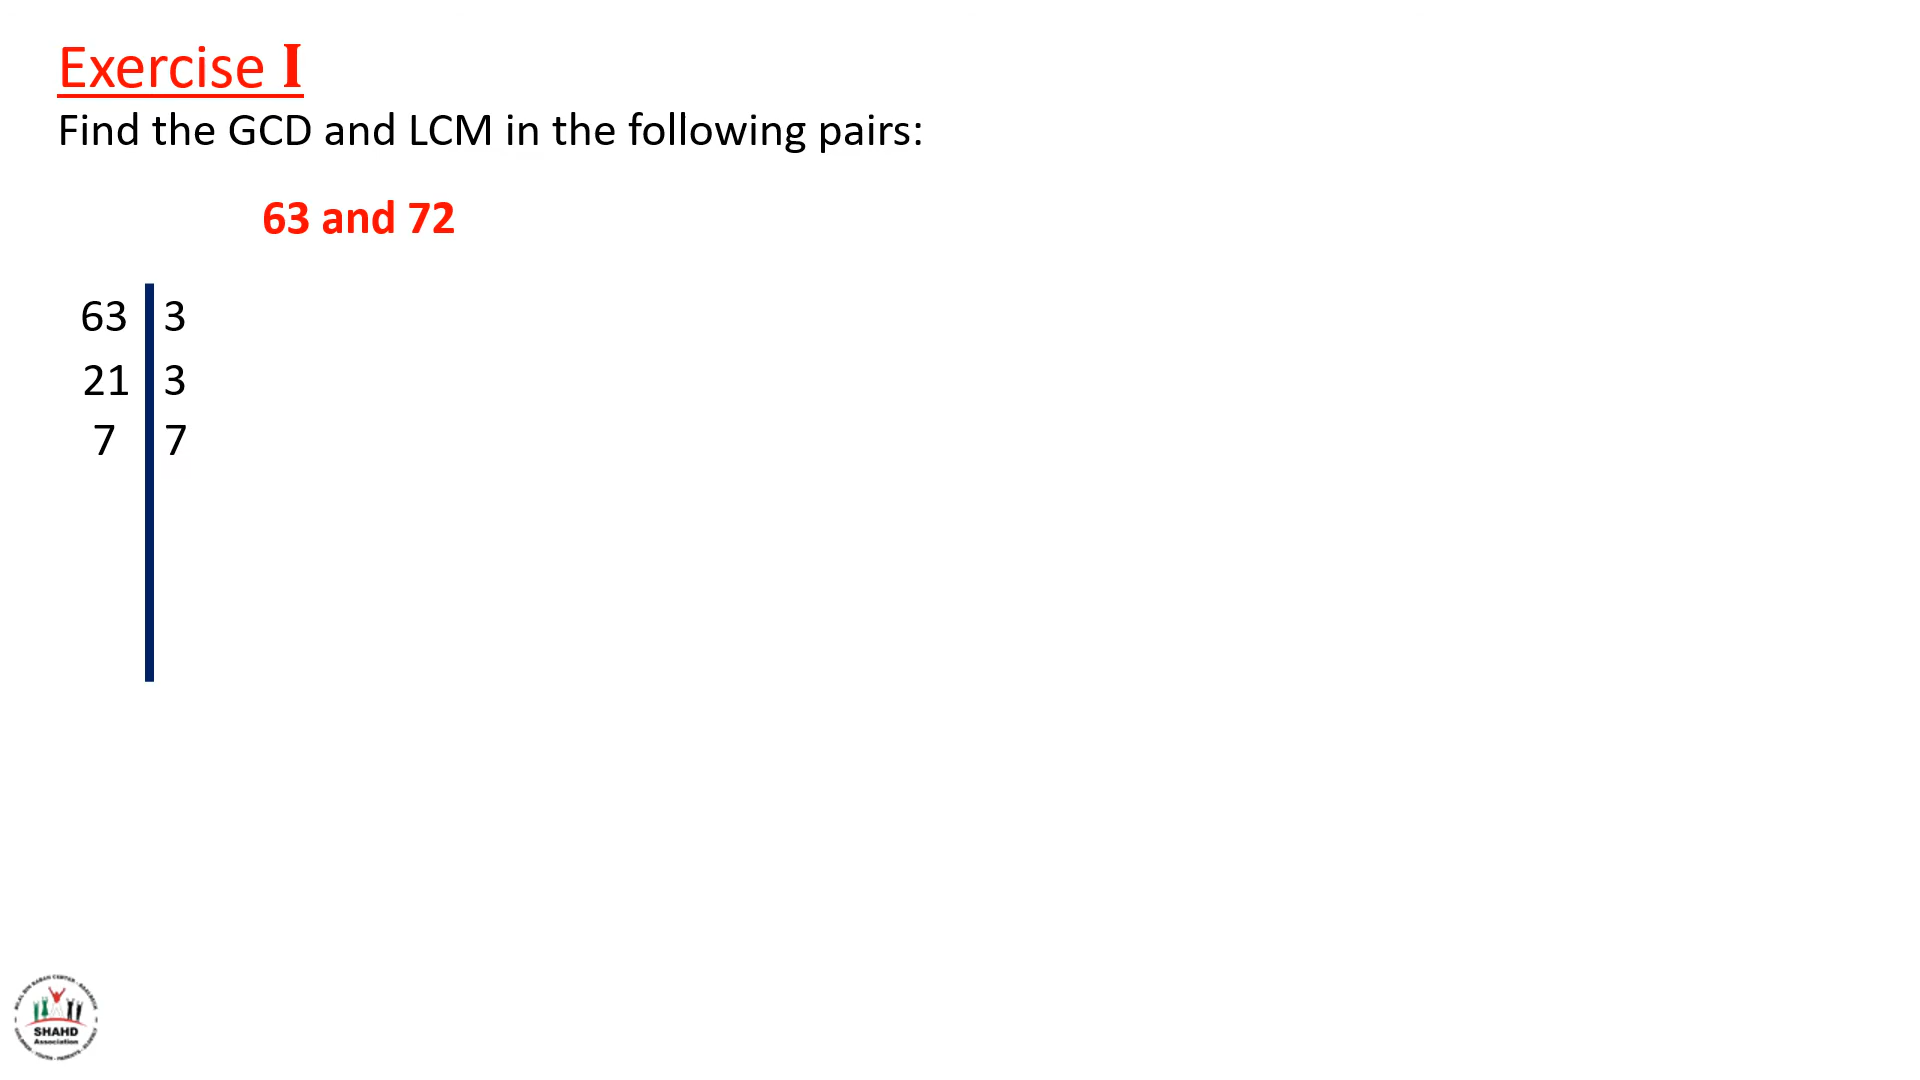 Exercise I
Find the GCD and LCM in the following pairs:
63 and 72
63 3
21 3
7 7
SHAHD
Association